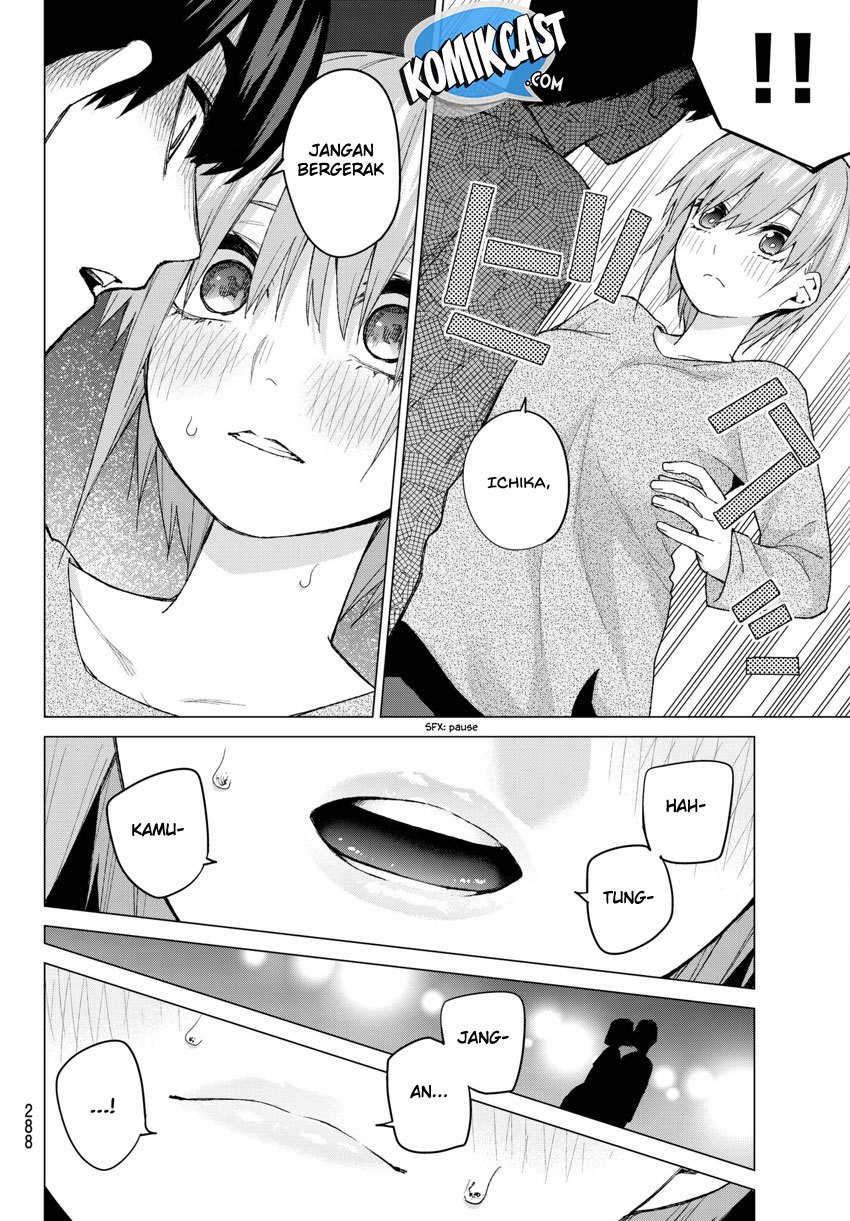 KOMIKCAST
.COM
!!
ICHIKA,
JANGAN
BERGERAK
SFX: pause
HAH-
TUNG-
KAMU-
JANG-
AN...
...!
288